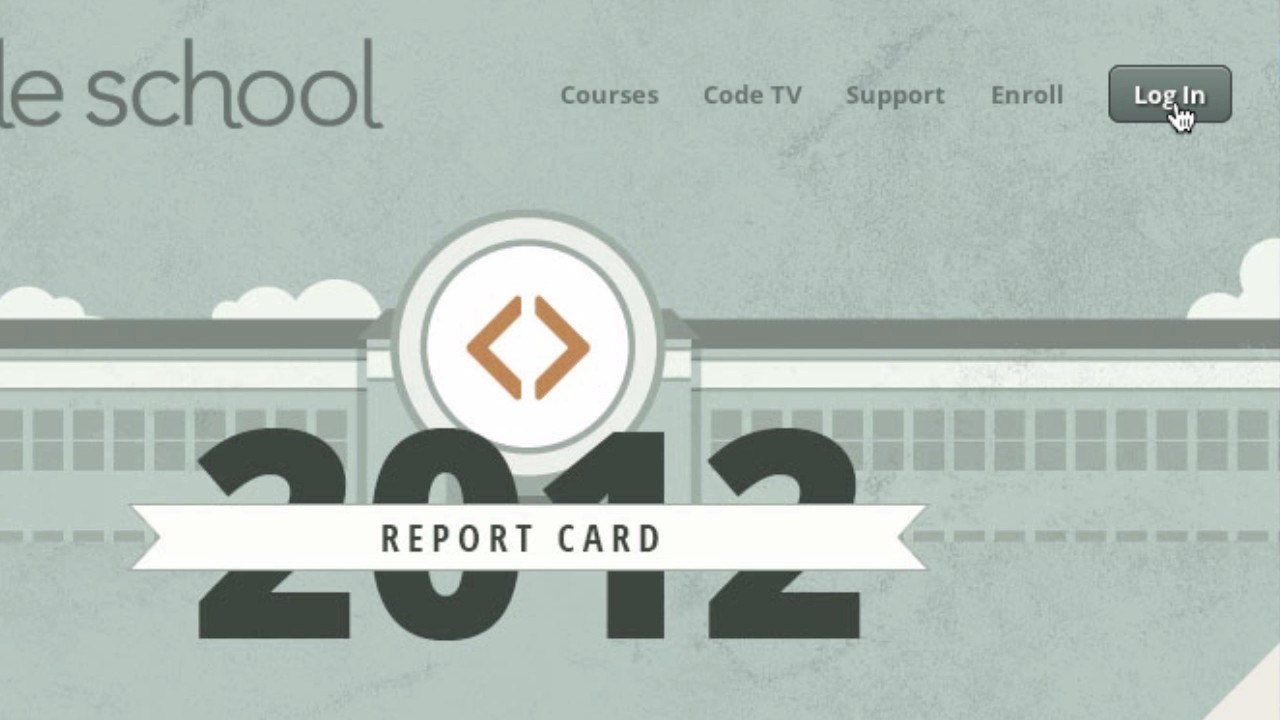 le school
Courses Code TV Support Enroll Log In
2012
REPORT CARD